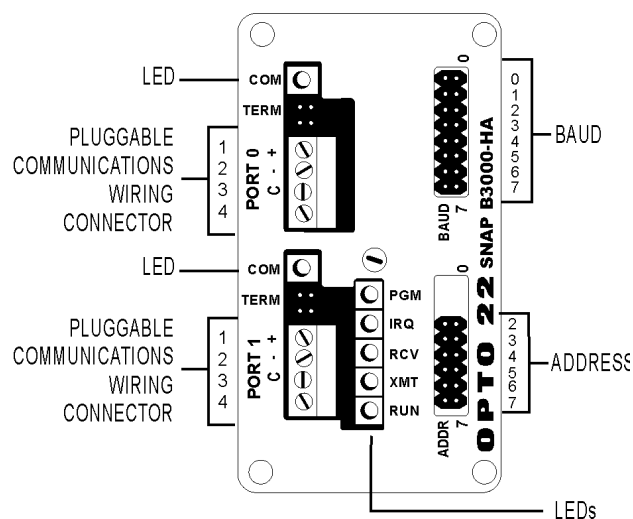 LED
COM
TERM
PLUGGABLE
COMMUNICATIONS
WIRING
CONNECTOR
1
2
3
4
PORT 0
C - +
0
BAUD
7
0
1
2
3
4
5
6
7
BAUD
SNAP B3000-HA
OPTO 22
LED
COM
TERM
PLUGGABLE
COMMUNICATIONS
WIRING
CONNECTOR
1
2
3
4
PORT 1
C - +
PGM
IRQ
RCV
XMT
RUN
0
ADDR
7
2
3
4
5
6
7
ADDRESS
LEDs